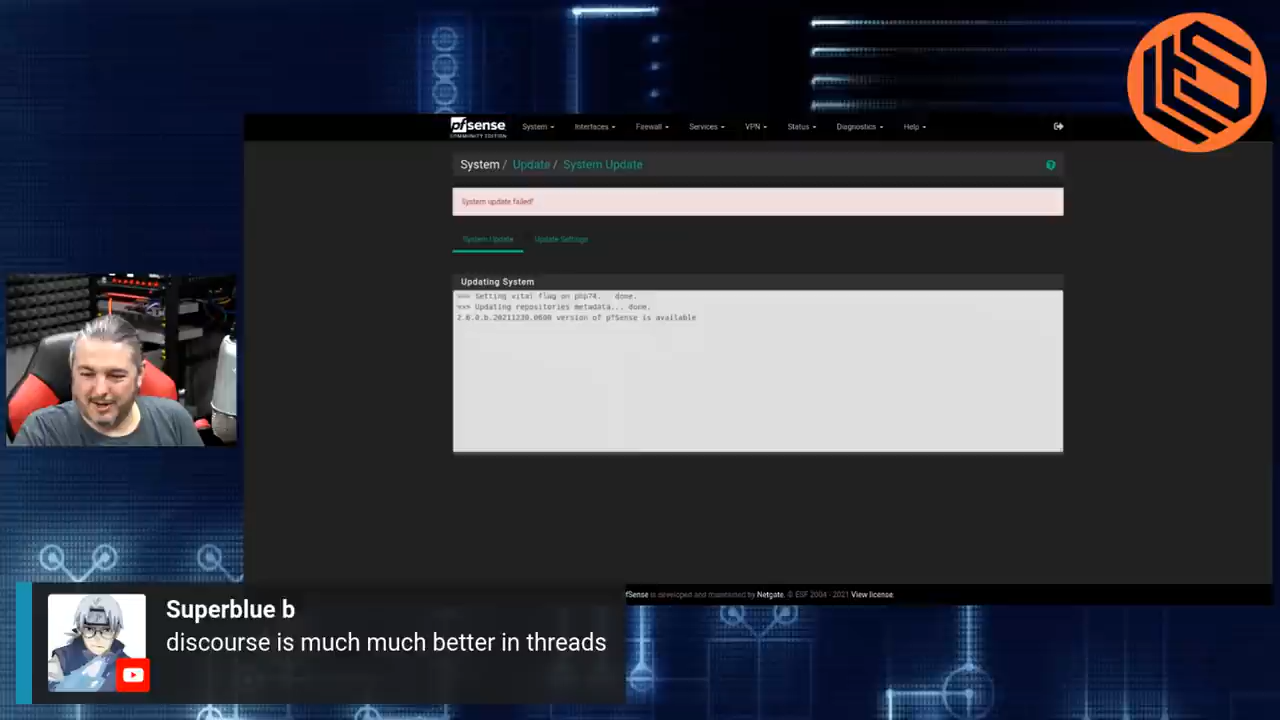 pfsense
COMMUNITY EDITION
System
Interfaces
Firewall
Services
VPN
Status
Diagnostics
Help
System / Update / System Update
System update failed!
System Update
Update Settings
Updating System
>>> Setting vital flag on php74... done.
>>> Updating repositories metadata... done.
2.6.0.b.20211230.0600 version of pfSense is available
fSense is developed and maintained by Netgate. © ESF 2004 - 2021 View license.
Superblue b
discourse is much much better in threads